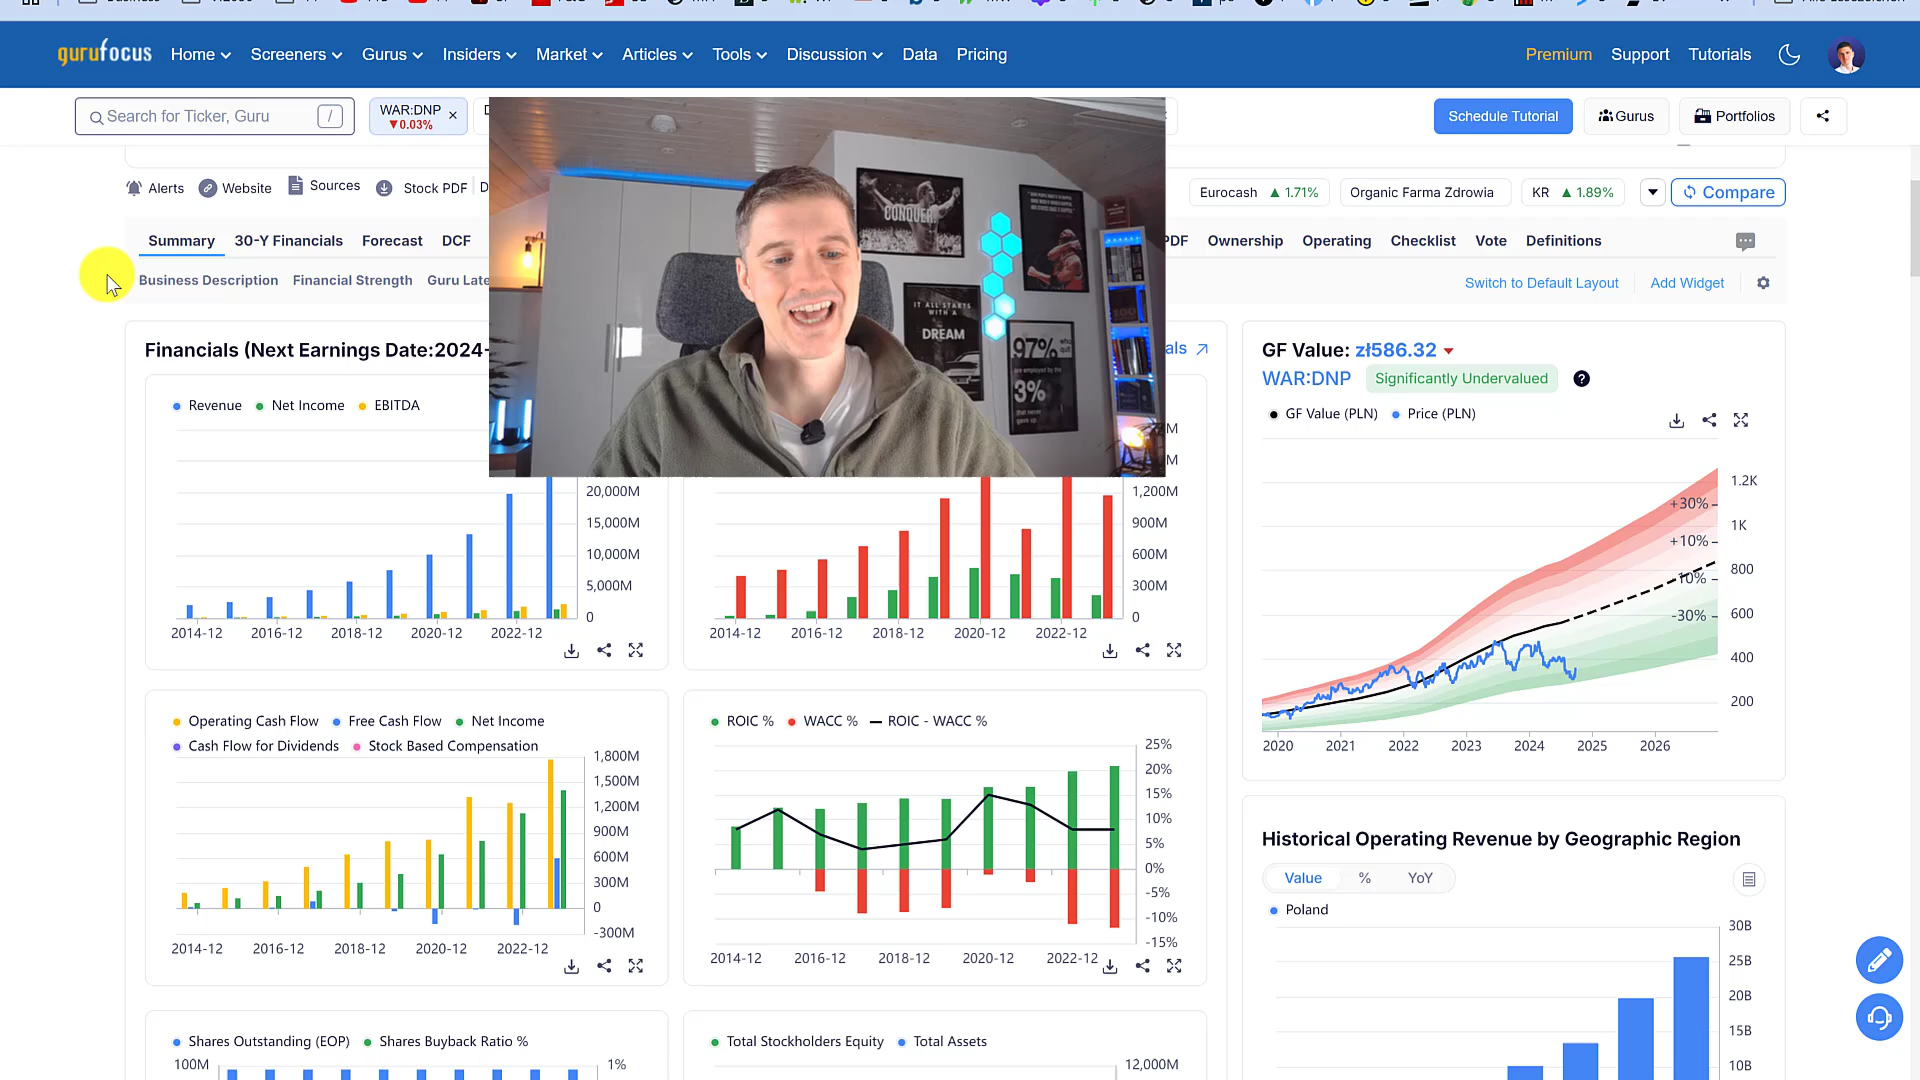 gurufocus Home Screeners Gurus Insiders Market Articles Tools Discussion Data Pricing Premium Support Tutorials
Search for Ticker, Guru / WAR:DNP × Schedule Tutorial Gurus Portfolios
▼0.03%
Alerts Website Sources Stock PDF Eurocash ▲ 1.71% Organic Farma Zdrowia KR ▲ 1.89% Compare
Summary 30-Y Financials Forecast DCF PDF Ownership Operating Checklist Vote Definitions
Business Description Financial Strength Guru Late Switch to Default Layout Add Widget
Financials (Next Earnings Date:2024-
Revenue Net Income EBITDA
20,000M
15,000M
10,000M
5,000M
0
2014-12 2016-12 2018-12 2020-12 2022-12
1,200M
900M
600M
300M
0
2014-12 2016-12 2018-12 2020-12 2022-12
CONQUER
IT ALL STARTS
WITH A
DREAM
97%
3%
GF Value: zł586.32
WAR:DNP Significantly Undervalued ?
GF Value (PLN) Price (PLN)
1.2K
+30%
1K
+10%
800
-10%
600
-30%
400
200
2020 2021 2022 2023 2024 2025 2026
Operating Cash Flow Free Cash Flow Net Income
Cash Flow for Dividends Stock Based Compensation
1,800M
1,500M
1,200M
900M
600M
300M
0
-300M
2014-12 2016-12 2018-12 2020-12 2022-12
ROIC % WACC % ROIC - WACC %
25%
20%
15%
10%
5%
0%
-5%
-10%
-15%
2014-12 2016-12 2018-12 2020-12 2022-12
Historical Operating Revenue by Geographic Region
Value % YoY
Poland
30B
25B
20B
15B
10B
Shares Outstanding (EOP) Shares Buyback Ratio %
100M 1%
Total Stockholders Equity Total Assets
12,000M